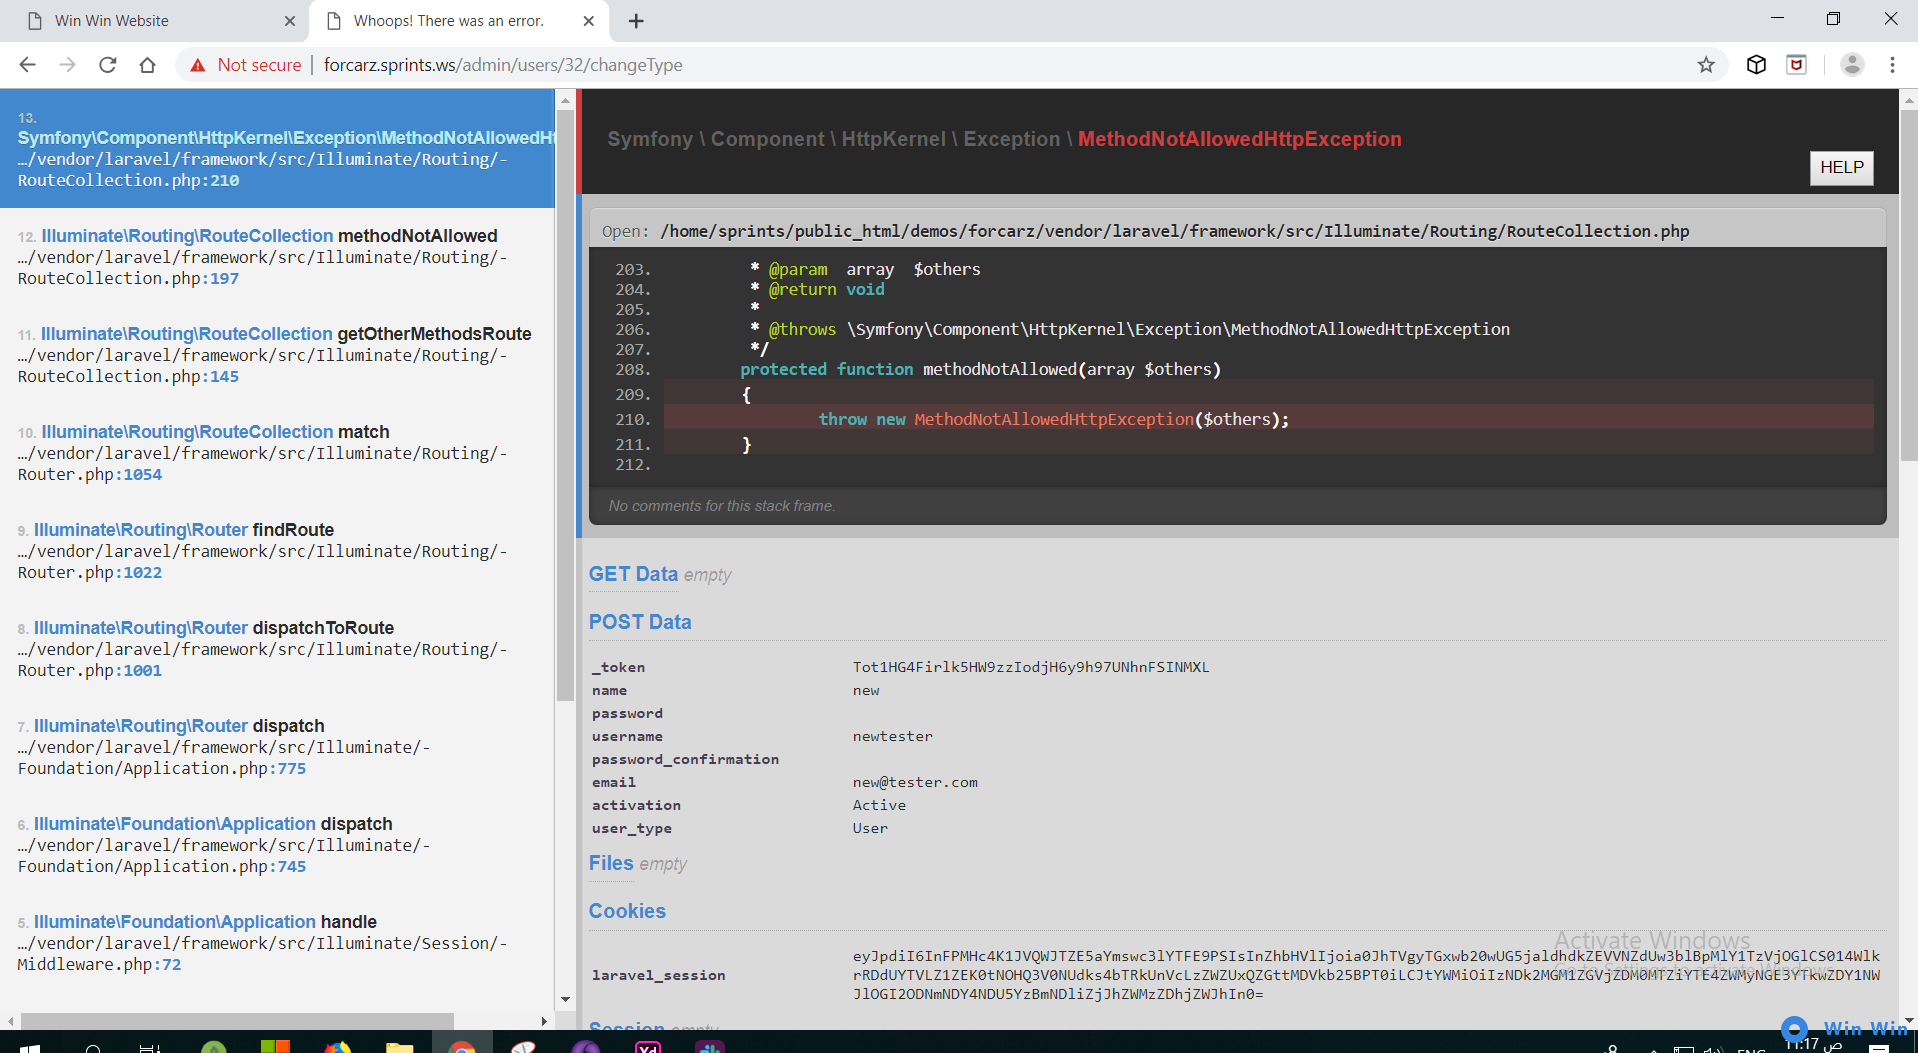 Win Win Website
Whoops! There was an error.
Not secure
forcarz.sprints.ws/admin/users/32/changeType
13.
Symfony\Component\HttpKernel\Exception\MethodNotAllowedHt
…/vendor/laravel/framework/src/Illuminate/Routing/-
RouteCollection.php:210
12. Illuminate\Routing\RouteCollection methodNotAllowed
…/vendor/laravel/framework/src/Illuminate/Routing/-
RouteCollection.php:197
11. Illuminate\Routing\RouteCollection getOtherMethodsRoute
…/vendor/laravel/framework/src/Illuminate/Routing/-
RouteCollection.php:145
10. Illuminate\Routing\RouteCollection match
…/vendor/laravel/framework/src/Illuminate/Routing/-
Router.php:1054
9. Illuminate\Routing\Router findRoute
…/vendor/laravel/framework/src/Illuminate/Routing/-
Router.php:1022
8. Illuminate\Routing\Router dispatchToRoute
…/vendor/laravel/framework/src/Illuminate/Routing/-
Router.php:1001
7. Illuminate\Routing\Router dispatch
…/vendor/laravel/framework/src/Illuminate/-
Foundation/Application.php:775
6. Illuminate\Foundation\Application dispatch
…/vendor/laravel/framework/src/Illuminate/-
Foundation/Application.php:745
5. Illuminate\Foundation\Application handle
…/vendor/laravel/framework/src/Illuminate/Session/-
Middleware.php:72
Symfony \ Component \ HttpKernel \ Exception \ MethodNotAllowedHttpException
HELP
Open: /home/sprints/public_html/demos/forcarz/vendor/laravel/framework/src/Illuminate/Routing/RouteCollection.php
203. * @param array $others
204. * @return void
205. *
206. * @throws \Symfony\Component\HttpKernel\Exception\MethodNotAllowedHttpException
207. */
208. protected function methodNotAllowed(array $others)
209. {
210. throw new MethodNotAllowedHttpException($others);
211. }
212.
No comments for this stack frame.
GET Data empty
POST Data
_token Tot1HG4Firlk5HW9zzIodjH6y9h97UNhnFSINMXL
name new
password
username newtester
password_confirmation
email new@tester.com
activation Active
user_type User
Files empty
Cookies
laravel_session
Session empty
Activate Windows
Go to Settings to activate Windows.
Win Win
ENG
11:17 ص